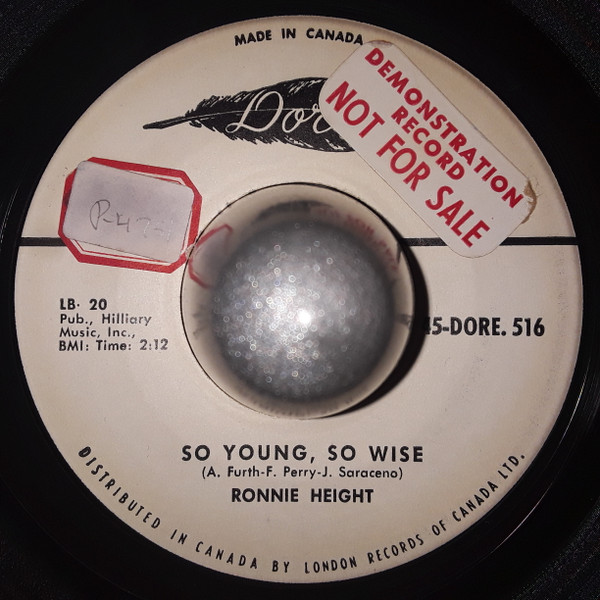 MADE IN CANADA
DEMONSTRATION
RECORD
NOT FOR SALE
LB· 20
Pub., Hilliary
Music, Inc.,
BMI: Time: 2:12
45-DORE. 516
SO YOUNG, SO WISE
(A. Furth-F. Perry-J. Saraceno)
RONNIE HEIGHT
DISTRIBUTED IN CANADA BY LONDON RECORDS OF CANADA LTD.